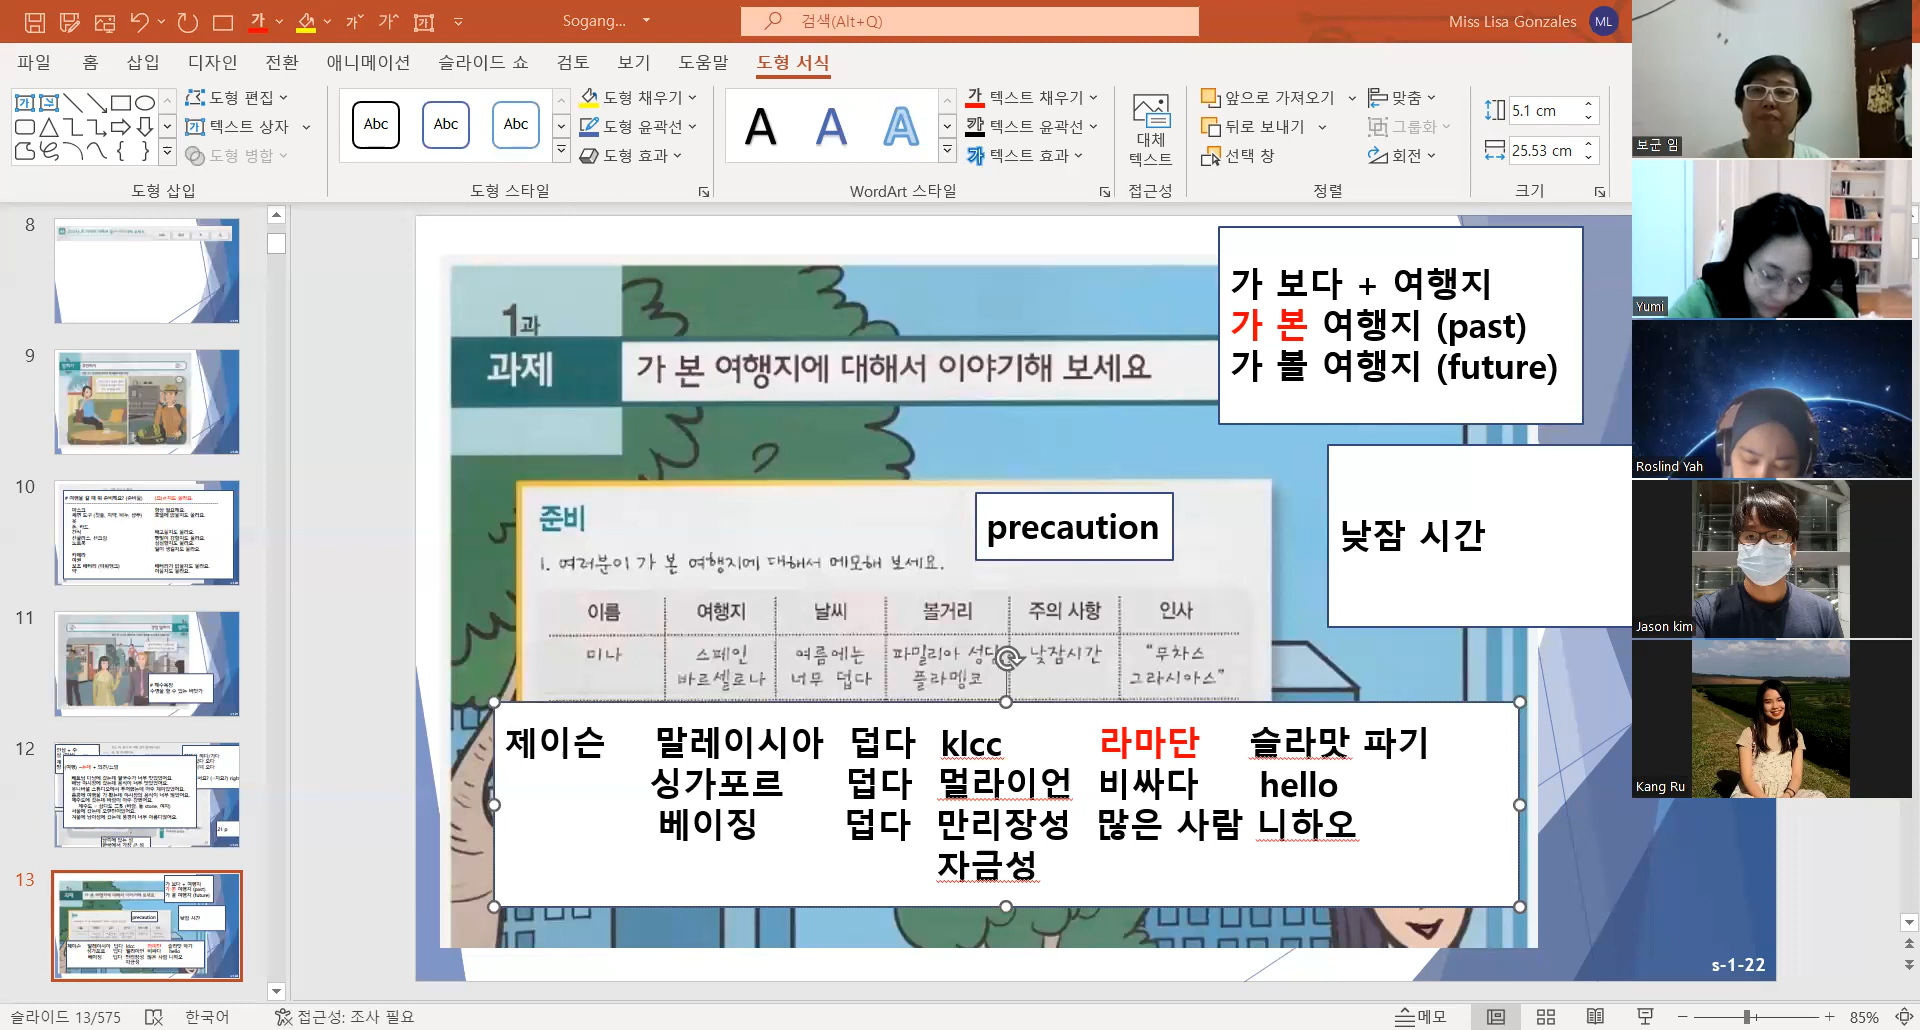 Sogang...
검색(Alt+Q)
Miss Lisa Gonzales
ML
파일 홈 삽입 디자인 전환 애니메이션 슬라이드 쇼 검토 보기 도움말 도형 서식
도형 편집
텍스트 상자
도형 병합
도형 삽입
Abc Abc Abc
도형 채우기
도형 윤곽선
도형 효과
도형 스타일
A A A
텍스트 채우기
텍스트 윤곽선
텍스트 효과
WordArt 스타일
대체
텍스트
접근성
앞으로 가져오기
뒤로 보내기
선택 창
맞춤
그룹화
회전
정렬
5.1 cm
25.53 cm
크기
8
9
10
11
12
13
1과
과제
가 본 여행지에 대해서 이야기해 보세요
가 보다 + 여행지
가 본 여행지 (past)
가 볼 여행지 (future)
낮잠 시간
준비
precaution
1. 여러분이 가 본 여행지에 대해서 메모해 보세요.
이름 여행지 날씨 볼거리 주의 사항 인사
미나 스페인 여름에는 파밀리아 성당 낮잠시간 "무차스
바르셀로나 너무 덥다 플라멩코 그라시아스"
제이슨 말레이시아 덥다 klcc 라마단 슬라맛 파기
싱가포르 덥다 멀라이언 비싸다 hello
베이징 덥다 만리장성 많은 사람 니하오
자금성
s-1-22
보군 임
Yumi
Roslind Yah
Jason kim
Kang Ru
슬라이드 13/575
한국어
접근성: 조사 필요
메모
85%